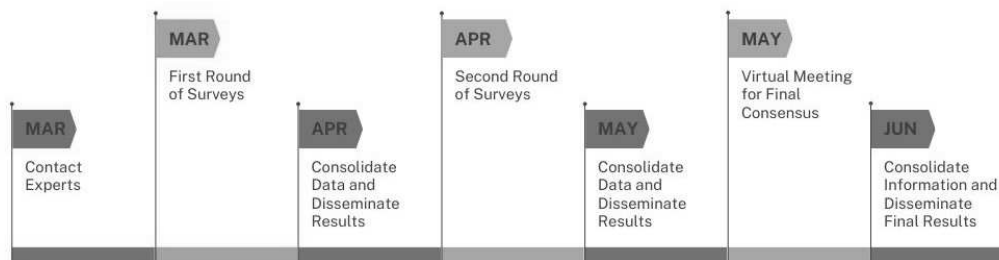 MAR
Contact
Experts
MAR
First Round
of Surveys
APR
Consolidate
Data and
Disseminate
Results
APR
Second Round
of Surveys
MAY
Consolidate
Data and
Disseminate
Results
MAY
Virtual Meeting
for Final
Consensus
JUN
Consolidate
Information and
Disseminate
Final Results